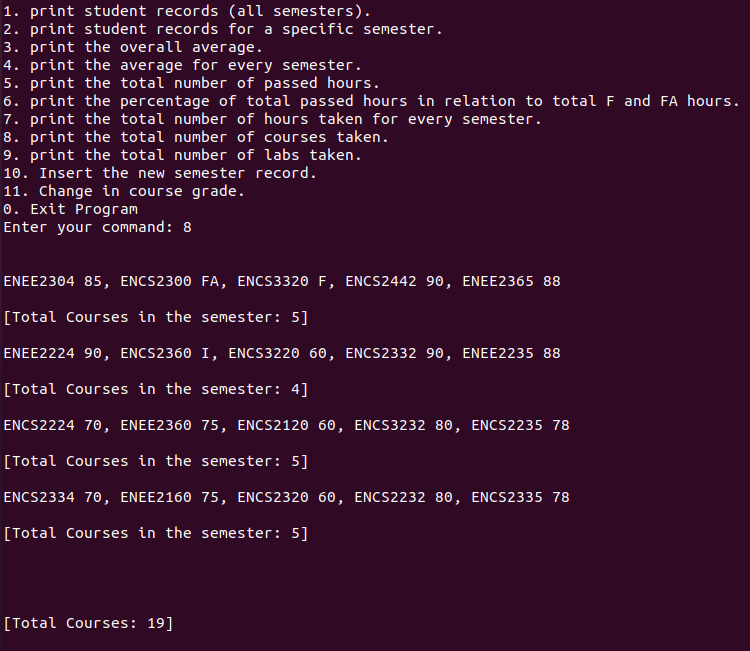 1. print student records (all semesters).
2. print student records for a specific semester.
3. print the overall average.
4. print the average for every semester.
5. print the total number of passed hours.
6. print the percentage of total passed hours in relation to total F and FA hours.
7. print the total number of hours taken for every semester.
8. print the total number of courses taken.
9. print the total number of labs taken.
10. Insert the new semester record.
11. Change in course grade.
0. Exit Program
Enter your command: 8
ENEE2304 85, ENCS2300 FA, ENCS3320 F, ENCS2442 90, ENEE2365 88
[Total Courses in the semester: 5]
ENEE2224 90, ENCS2360 I, ENCS3220 60, ENCS2332 90, ENEE2235 88
[Total Courses in the semester: 4]
ENCS2224 70, ENEE2360 75, ENCS2120 60, ENCS3232 80, ENCS2235 78
[Total Courses in the semester: 5]
ENCS2334 70, ENEE2160 75, ENCS2320 60, ENCS2232 80, ENCS2335 78
[Total Courses in the semester: 5]
[Total Courses: 19]